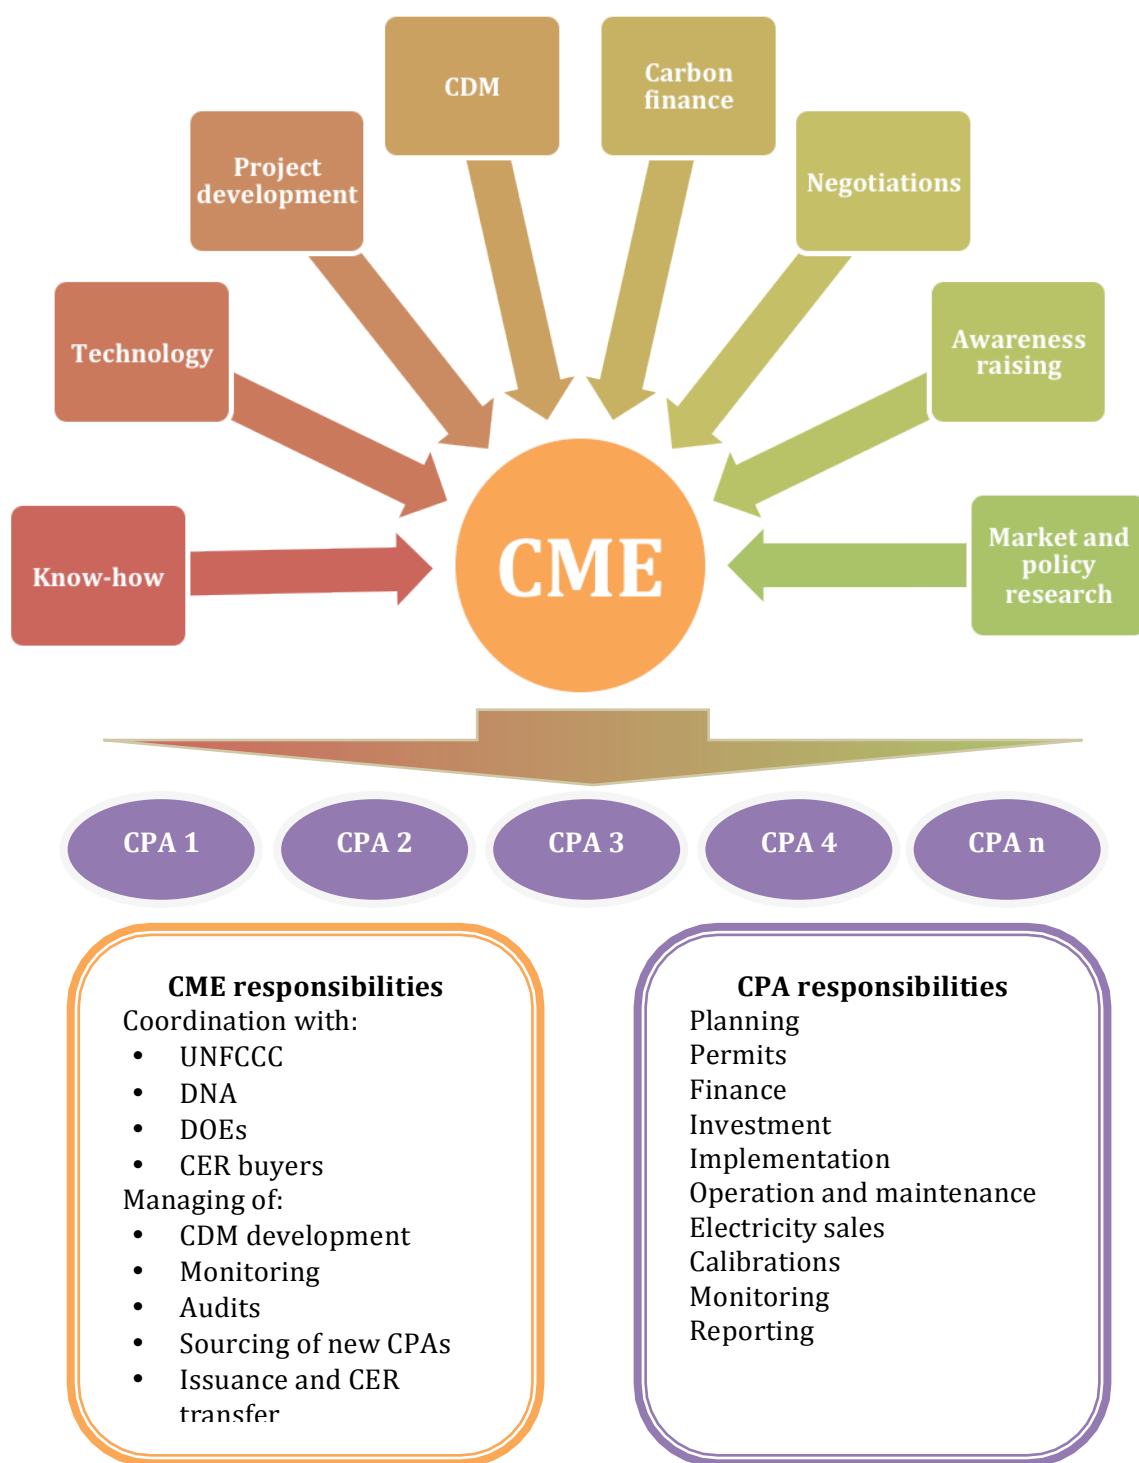 CDM
Carbon
finance
Project
development
Negotiations
Technology
Awareness
raising
Know-how
CME
Market and
policy
research
CPA 1
CPA 2
CPA 3
CPA 4
CPA n
CME responsibilities
Coordination with:
• UNFCCC
• DNA
• DOEs
• CER buyers
Managing of:
• CDM development
• Monitoring
• Audits
• Sourcing of new CPAs
• Issuance and CER
transfer
CPA responsibilities
Planning
Permits
Finance
Investment
Implementation
Operation and maintenance
Electricity sales
Calibrations
Monitoring
Reporting